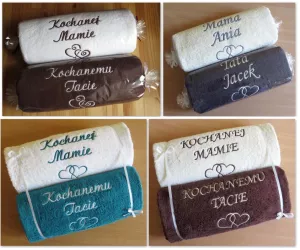 Kochanej
Mamie
Kochanemu
Tacie
Mama
Ania
Tata
Jacek
Kochanej
Mamie
Kochanemu
Tacie
KOCHANEJ
MAMIE
KOCHANEMU
TACIE